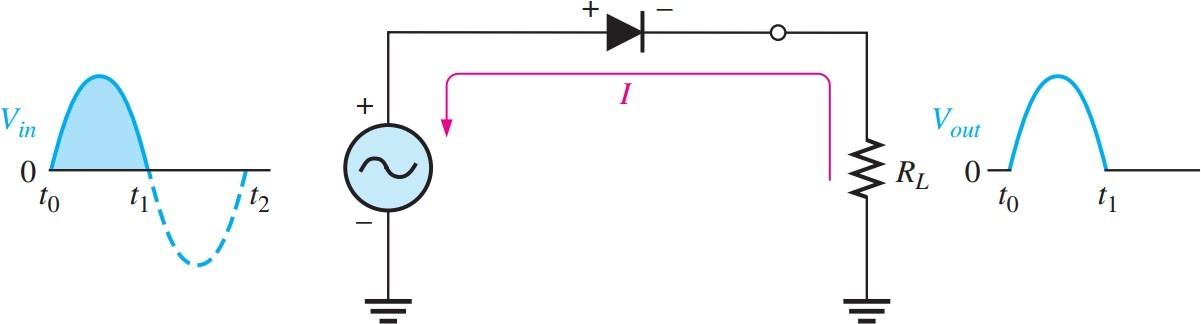 + −
I
+
−
V_in
0
t_0 t_1 t_2
R_L
V_out
0
t_0 t_1